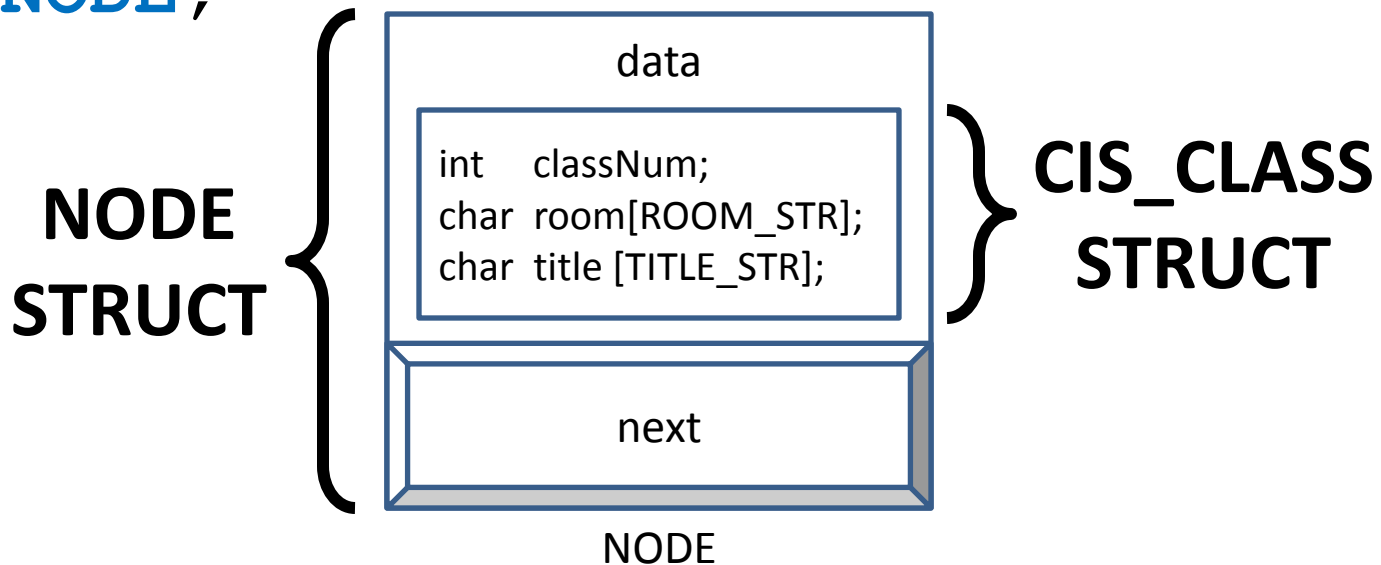 NODE;
data
int classNum;
char room[ROOM_STR];
char title [TITLE_STR];
NODE
STRUCT
CIS_CLASS
STRUCT
next
NODE